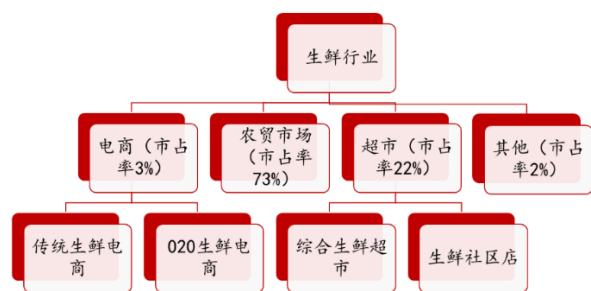 生鲜行业
电商（市占
率3%）
农贸市场
（市占率
73%）
超市（市占
率22%）
其他（市占
率2%）
传统生鲜电
商
O2O生鲜电
商
综合生鲜超
市
生鲜社区店